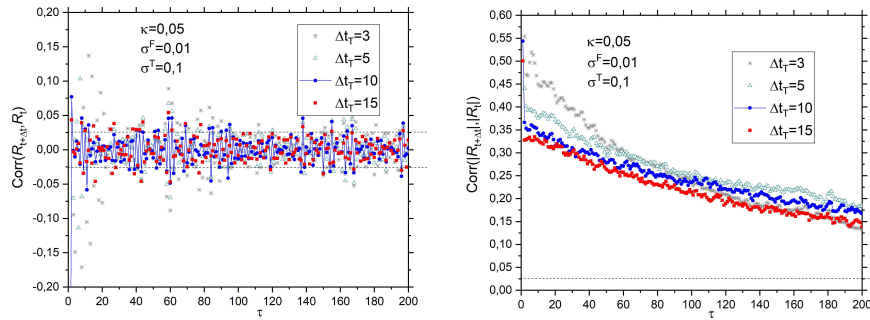 0,20
0,15
0,10
0,05
0,00
-0,05
-0,10
-0,15
-0,20
Corr(R_{t+Δt},R_t)
κ=0,05
σ^F=0,01
σ^T=0,1
Δt_T=3
Δt_T=5
Δt_T=10
Δt_T=15
0 20 40 60 80 100 120 140 160 180 200
τ
0,60
0,55
0,50
0,45
0,40
0,35
0,30
0,25
0,20
0,15
0,10
0,05
0,00
Corr(|R_{t+Δt}|,|R_t|)
κ=0,05
σ^F=0,01
σ^T=0,1
Δt_T=3
Δt_T=5
Δt_T=10
Δt_T=15
0 20 40 60 80 100 120 140 160 180 200
τ